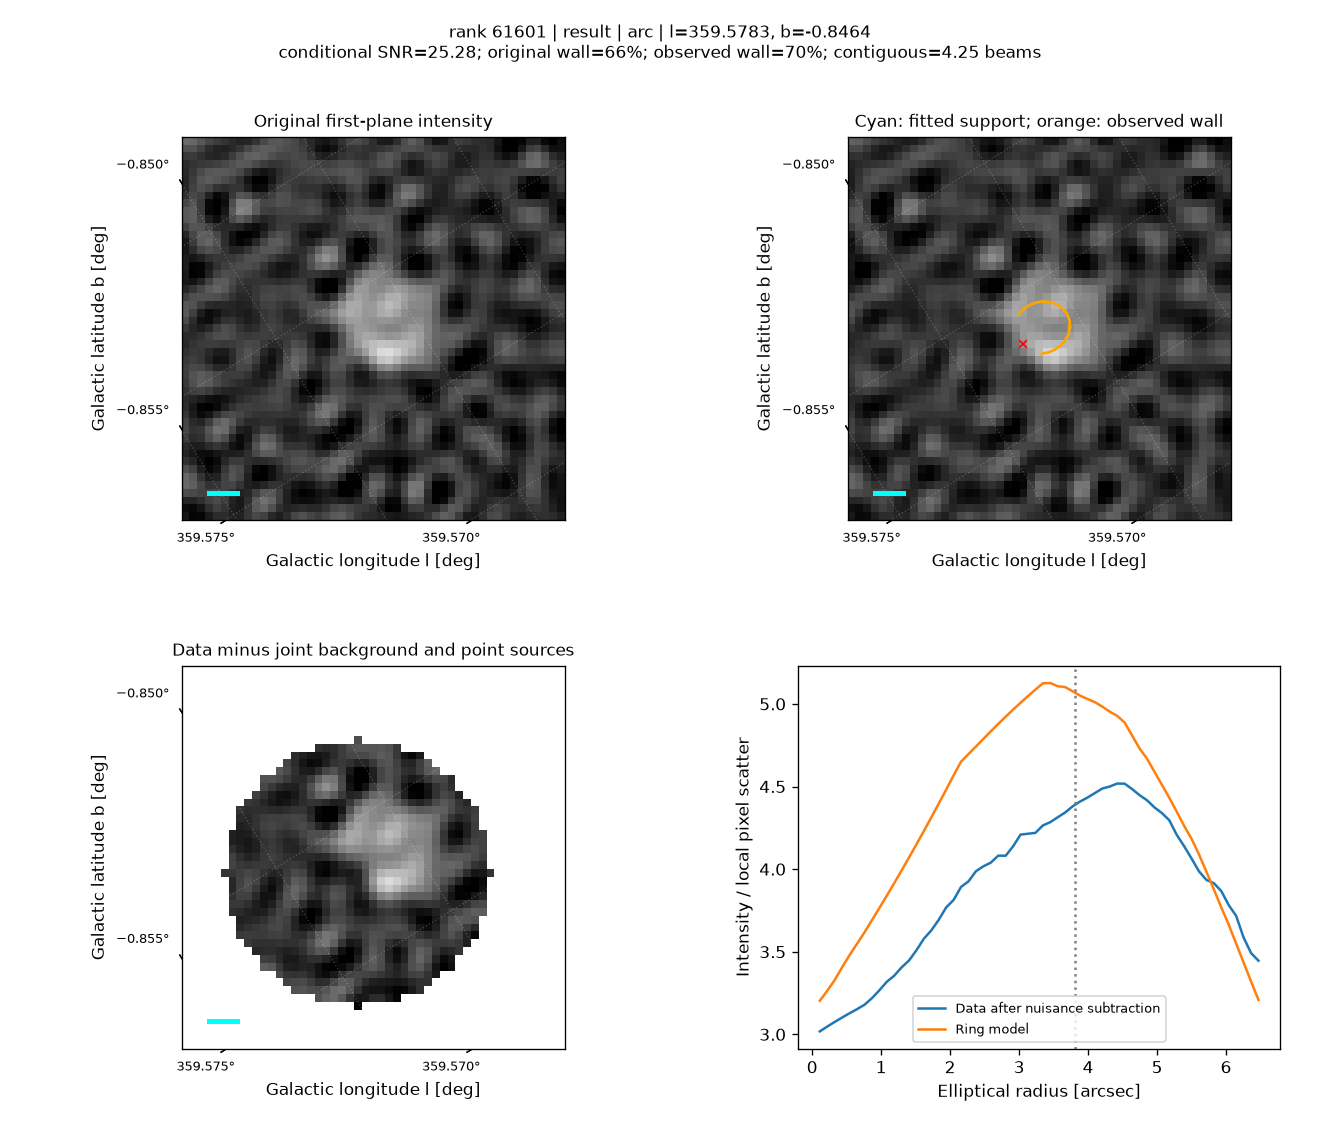 rank 61601 | result | arc | l=359.5783, b=-0.8464
conditional SNR=25.28; original wall=66%; observed wall=70%; contiguous=4.25 beams
Original first-plane intensity
−0.850°
−0.855°
Galactic latitude b [deg]
359.575°
359.570°
Galactic longitude l [deg]
Cyan: fitted support; orange: observed wall
−0.850°
−0.855°
Galactic latitude b [deg]
359.575°
359.570°
Galactic longitude l [deg]
Data minus joint background and point sources
−0.850°
−0.855°
Galactic latitude b [deg]
359.575°
359.570°
Galactic longitude l [deg]
5.0
4.5
4.0
3.5
3.0
Intensity / local pixel scatter
Data after nuisance subtraction
Ring model
0 1 2 3 4 5 6
Elliptical radius [arcsec]